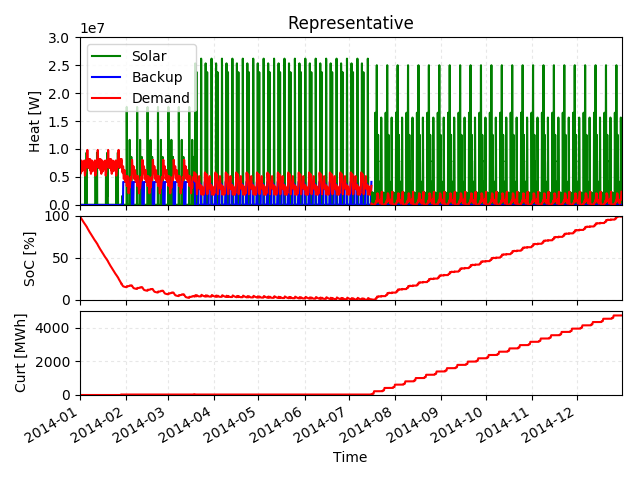 Representative
1e7
3.0
2.5
2.0
1.5
1.0
0.5
0.0
Heat [W]
Solar
Backup
Demand
100
50
0
SoC [%]
4000
2000
0
Curt [MWh]
2014-01
2014-02
2014-03
2014-04
2014-05
2014-06
2014-07
2014-08
2014-09
2014-10
2014-11
2014-12
Time